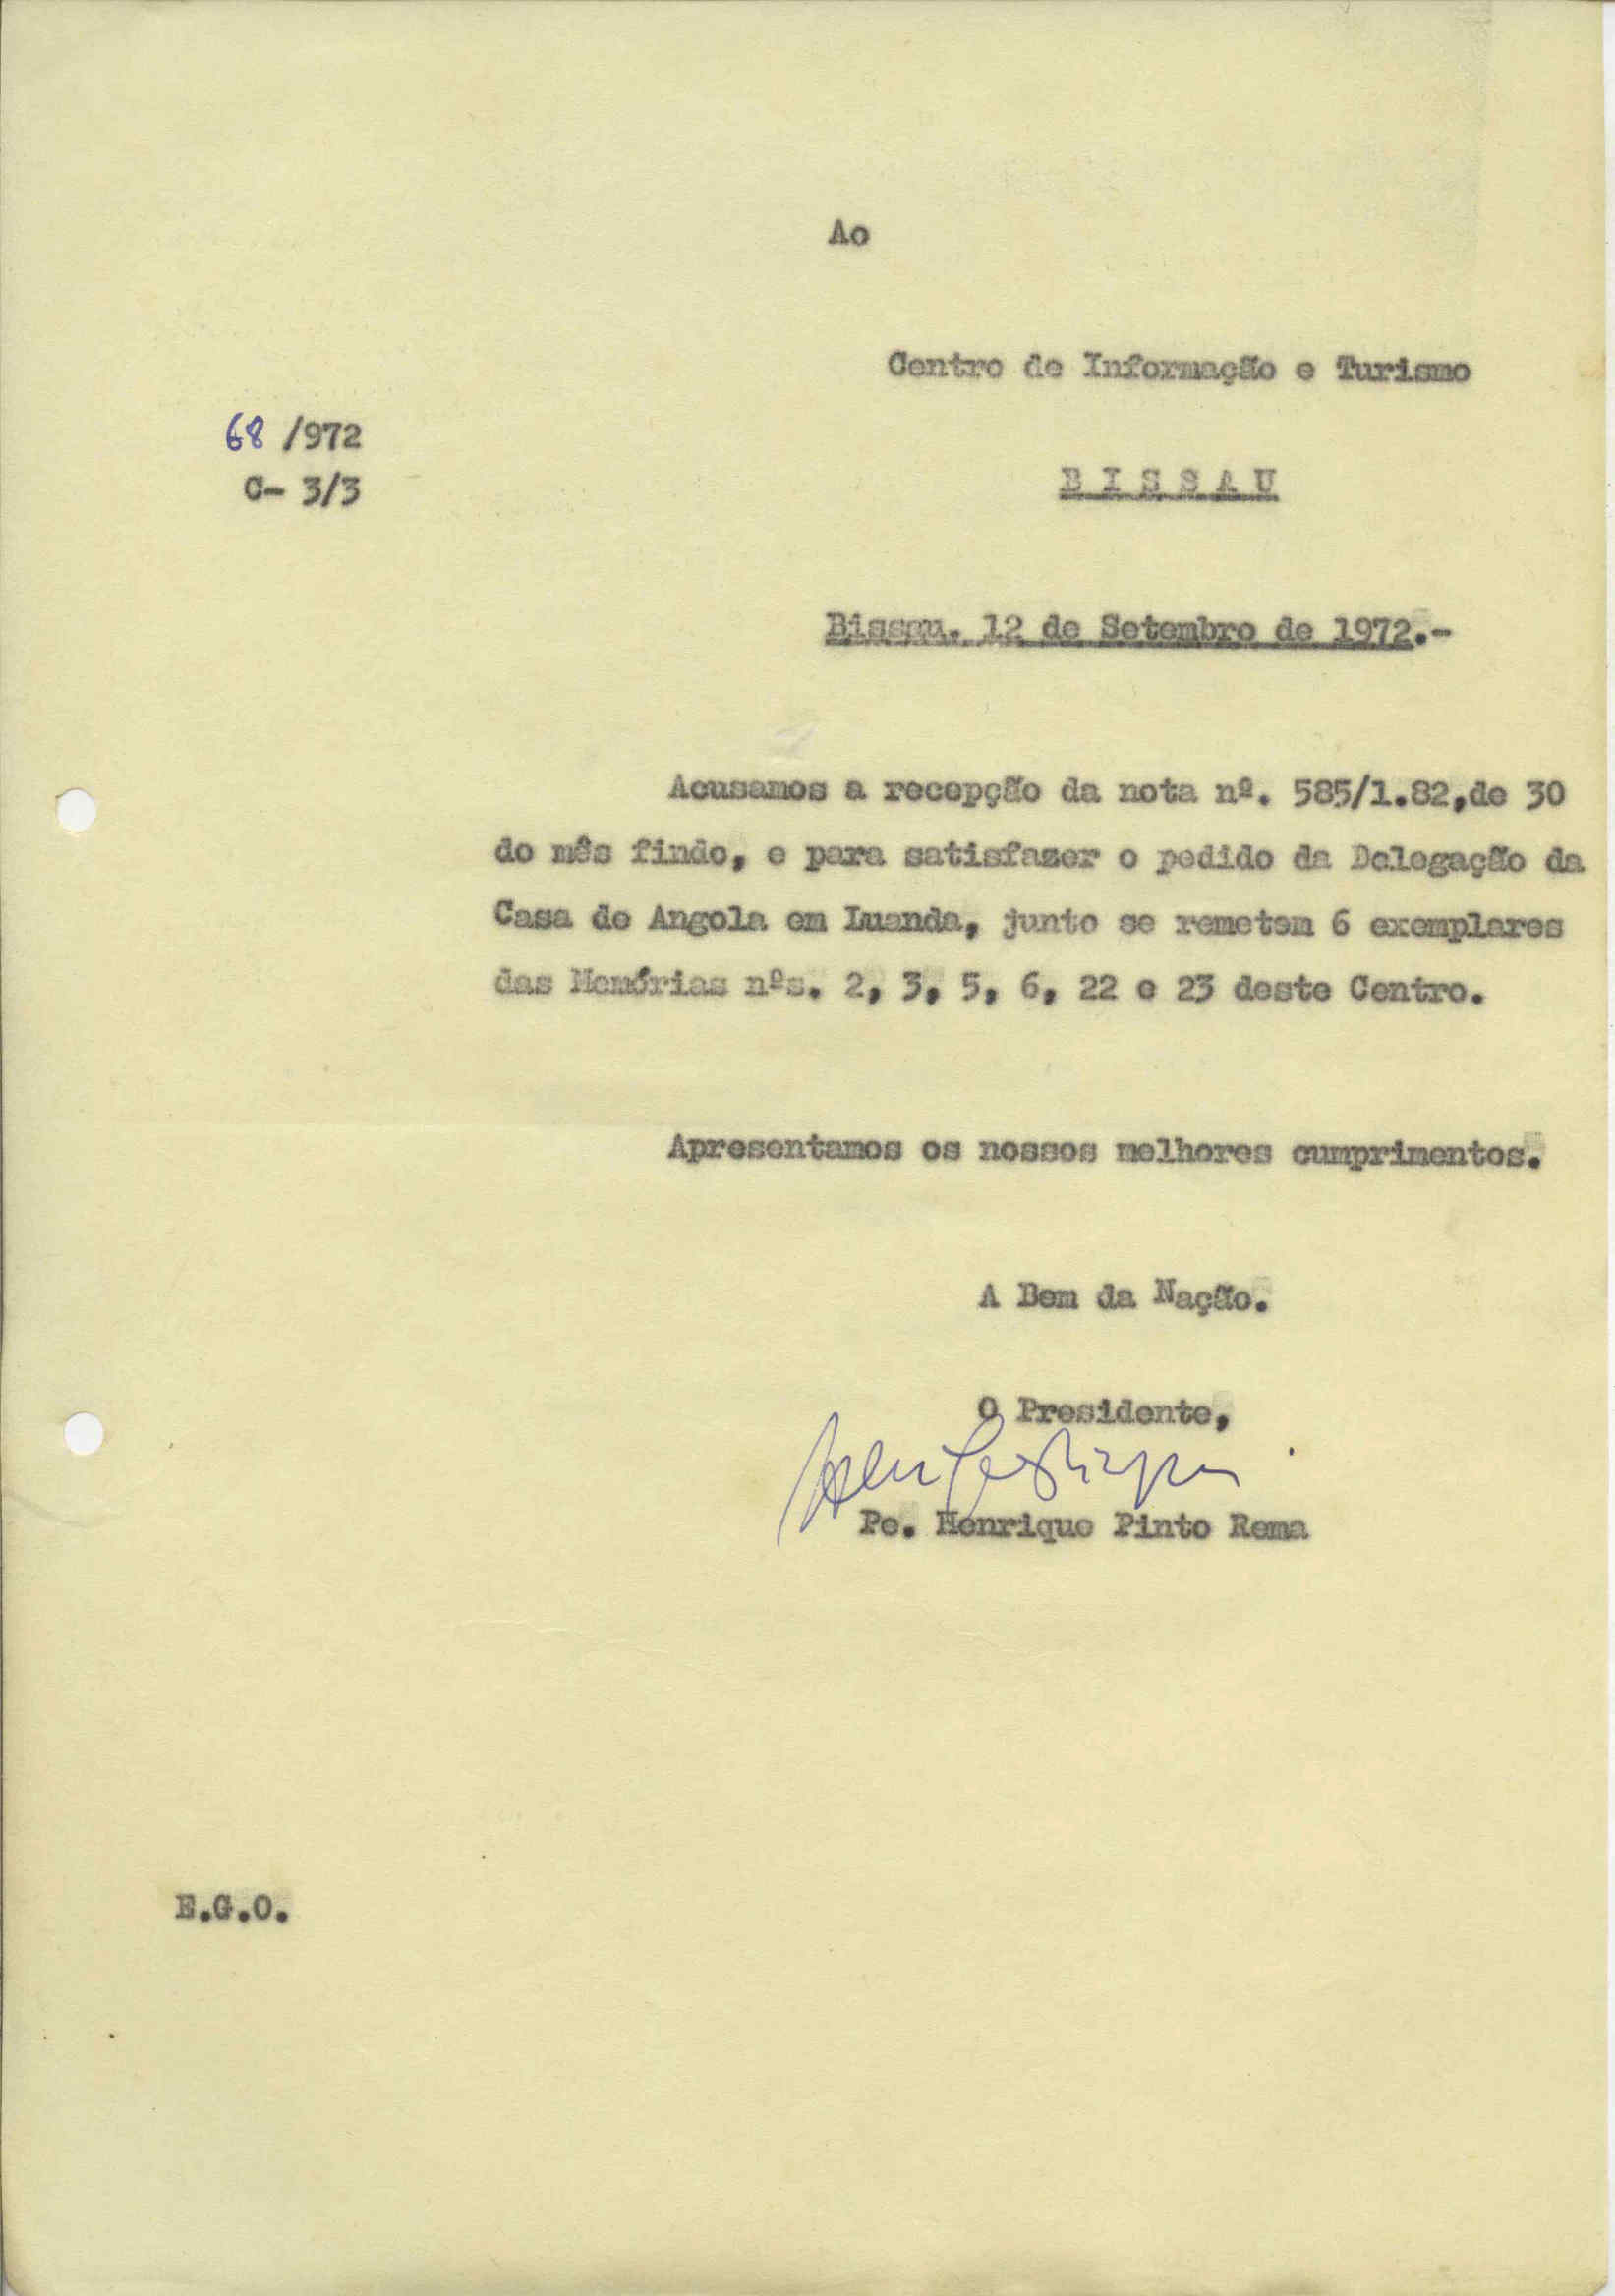 Ao
Centro de Informação e Turismo
68 /972
C- 3/3
B I S S A U
Bissau. 12 de Setembro de 1972.-
Acusamos a recepção da nota nº. 585/1.82,de 30
do mês findo, e para satisfazer o pedido da Delegação da
Casa de Angola em Luanda, junto se remetem 6 exemplares
das Memórias nºs. 2, 3, 5, 6, 22 e 23 deste Centro.
Apresentamos os nossos melhores cumprimentos.
A Bem da Nação.
O Presidente,
Pe. Henrique Pinto Rema
E.G.O.